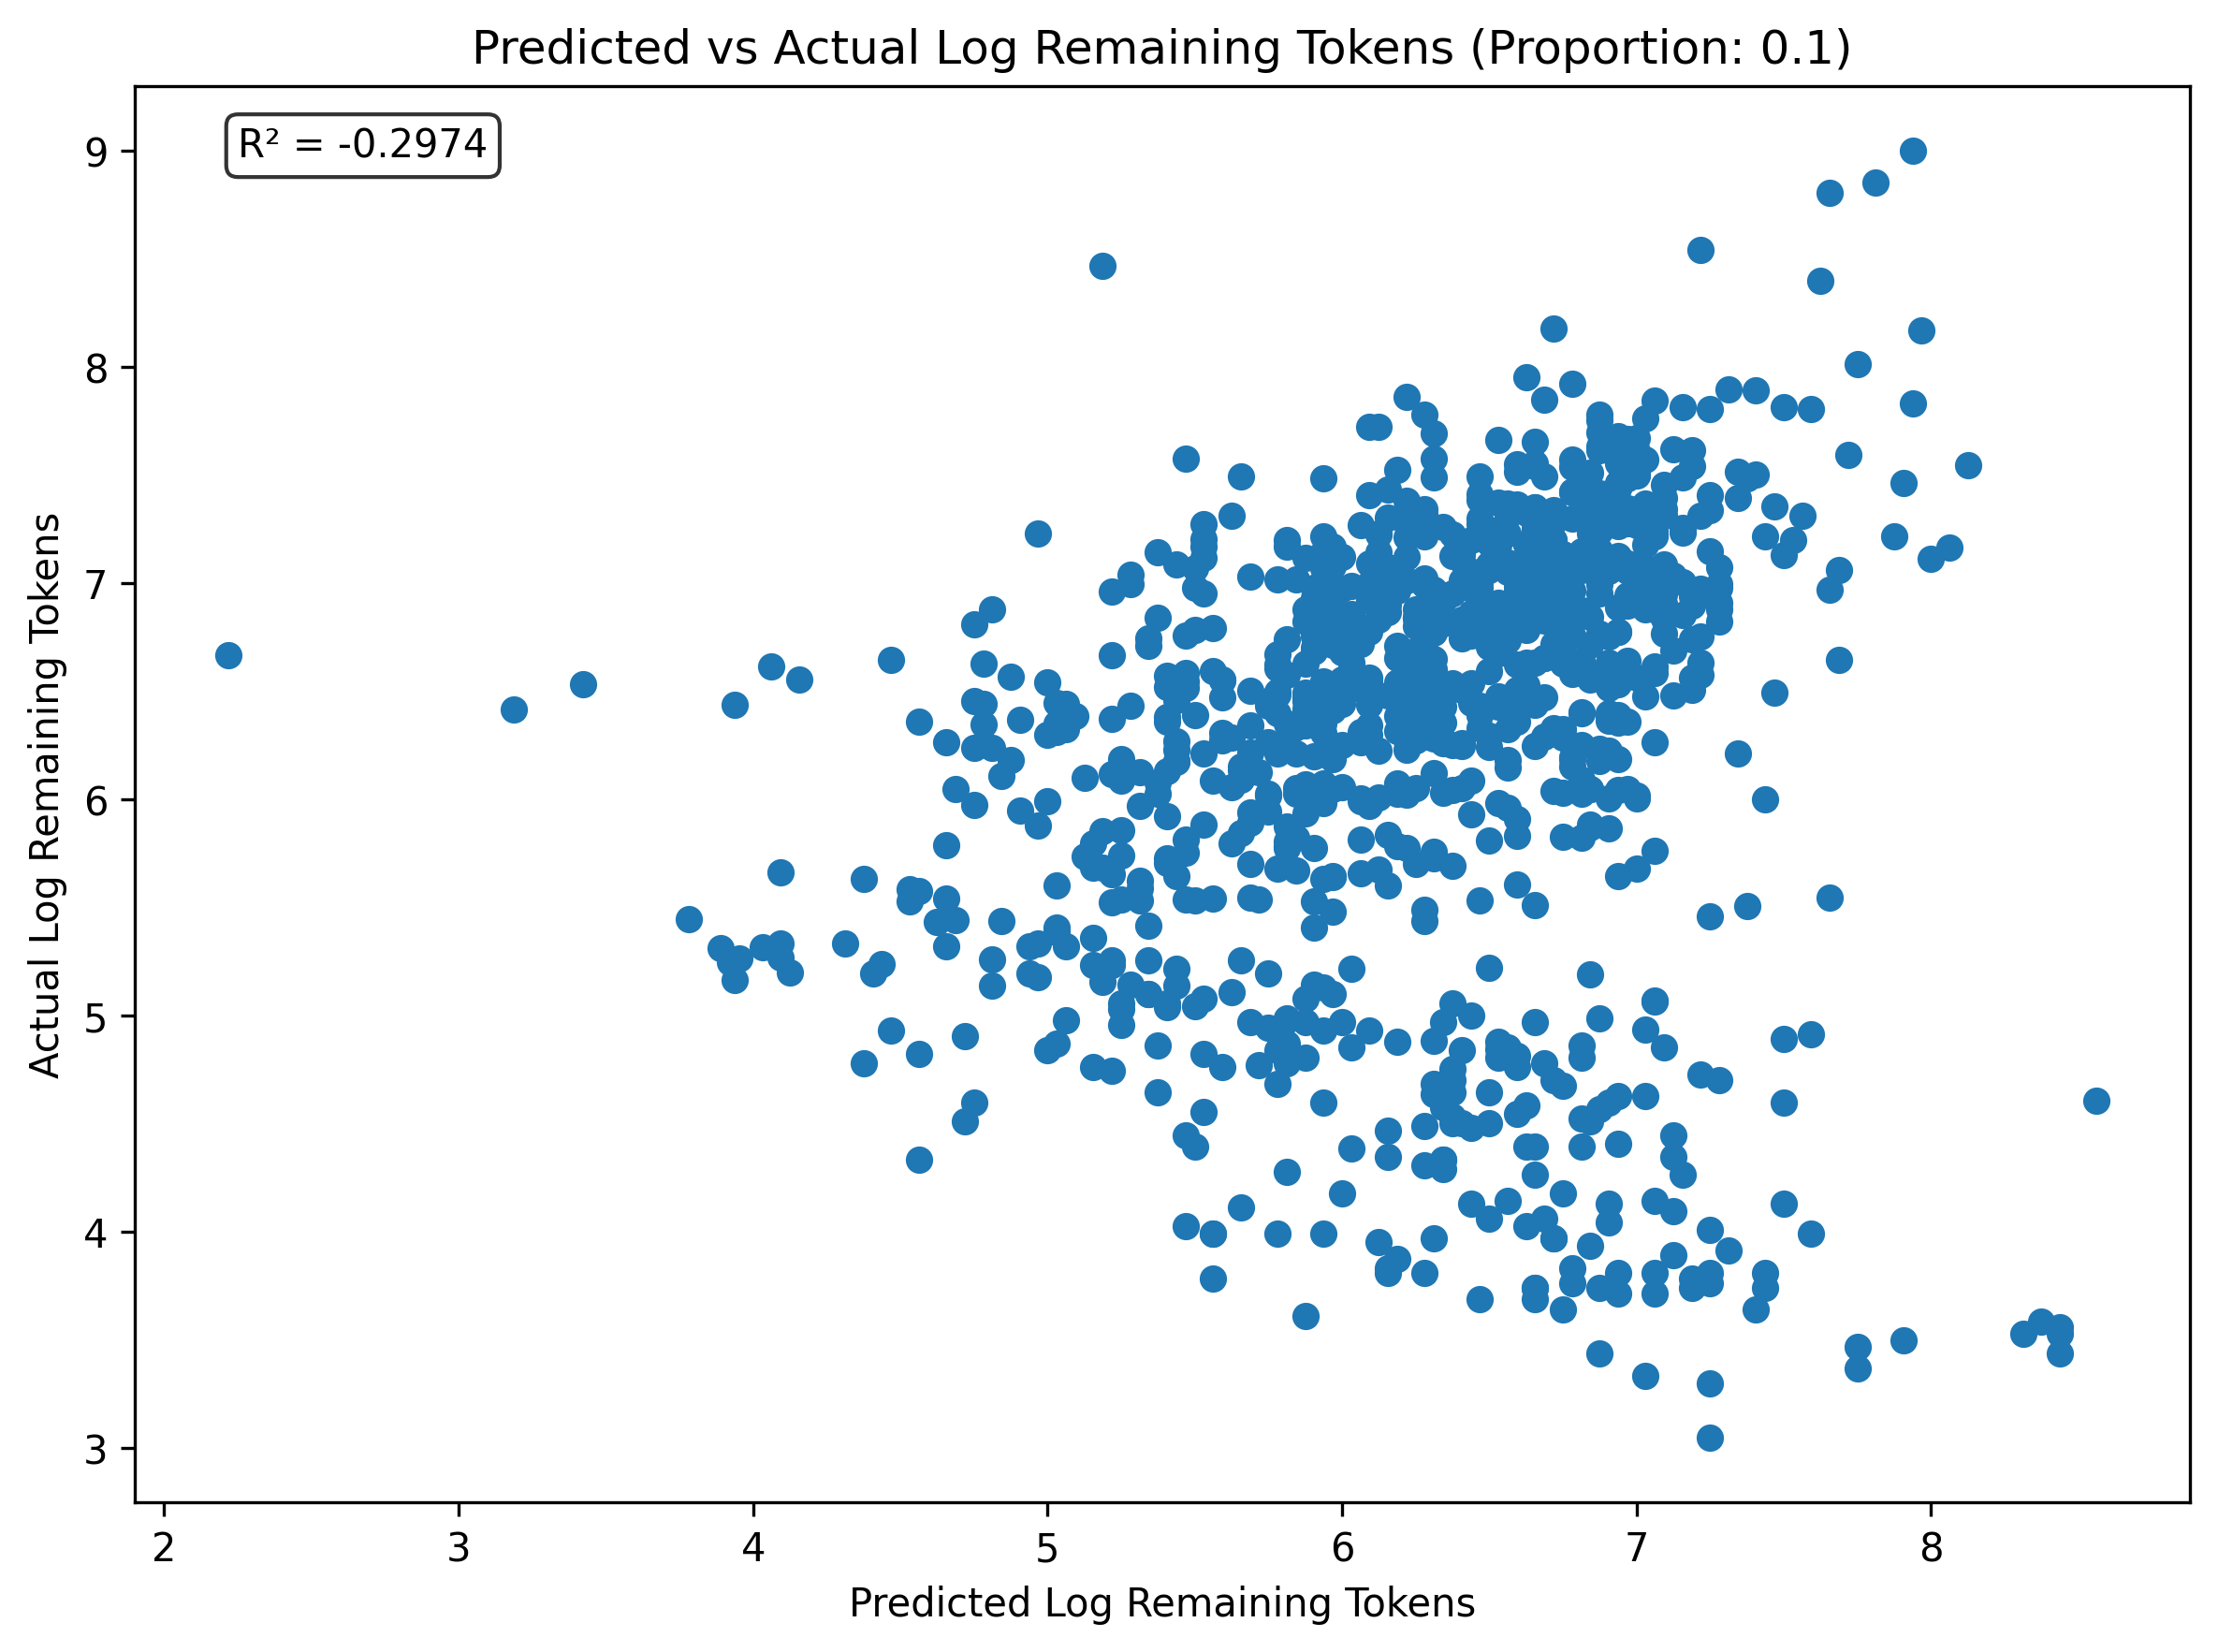 Predicted vs Actual Log Remaining Tokens (Proportion: 0.1)
R² = -0.2974
9
8
7
6
5
4
3
Actual Log Remaining Tokens
2 3 4 5 6 7 8
Predicted Log Remaining Tokens